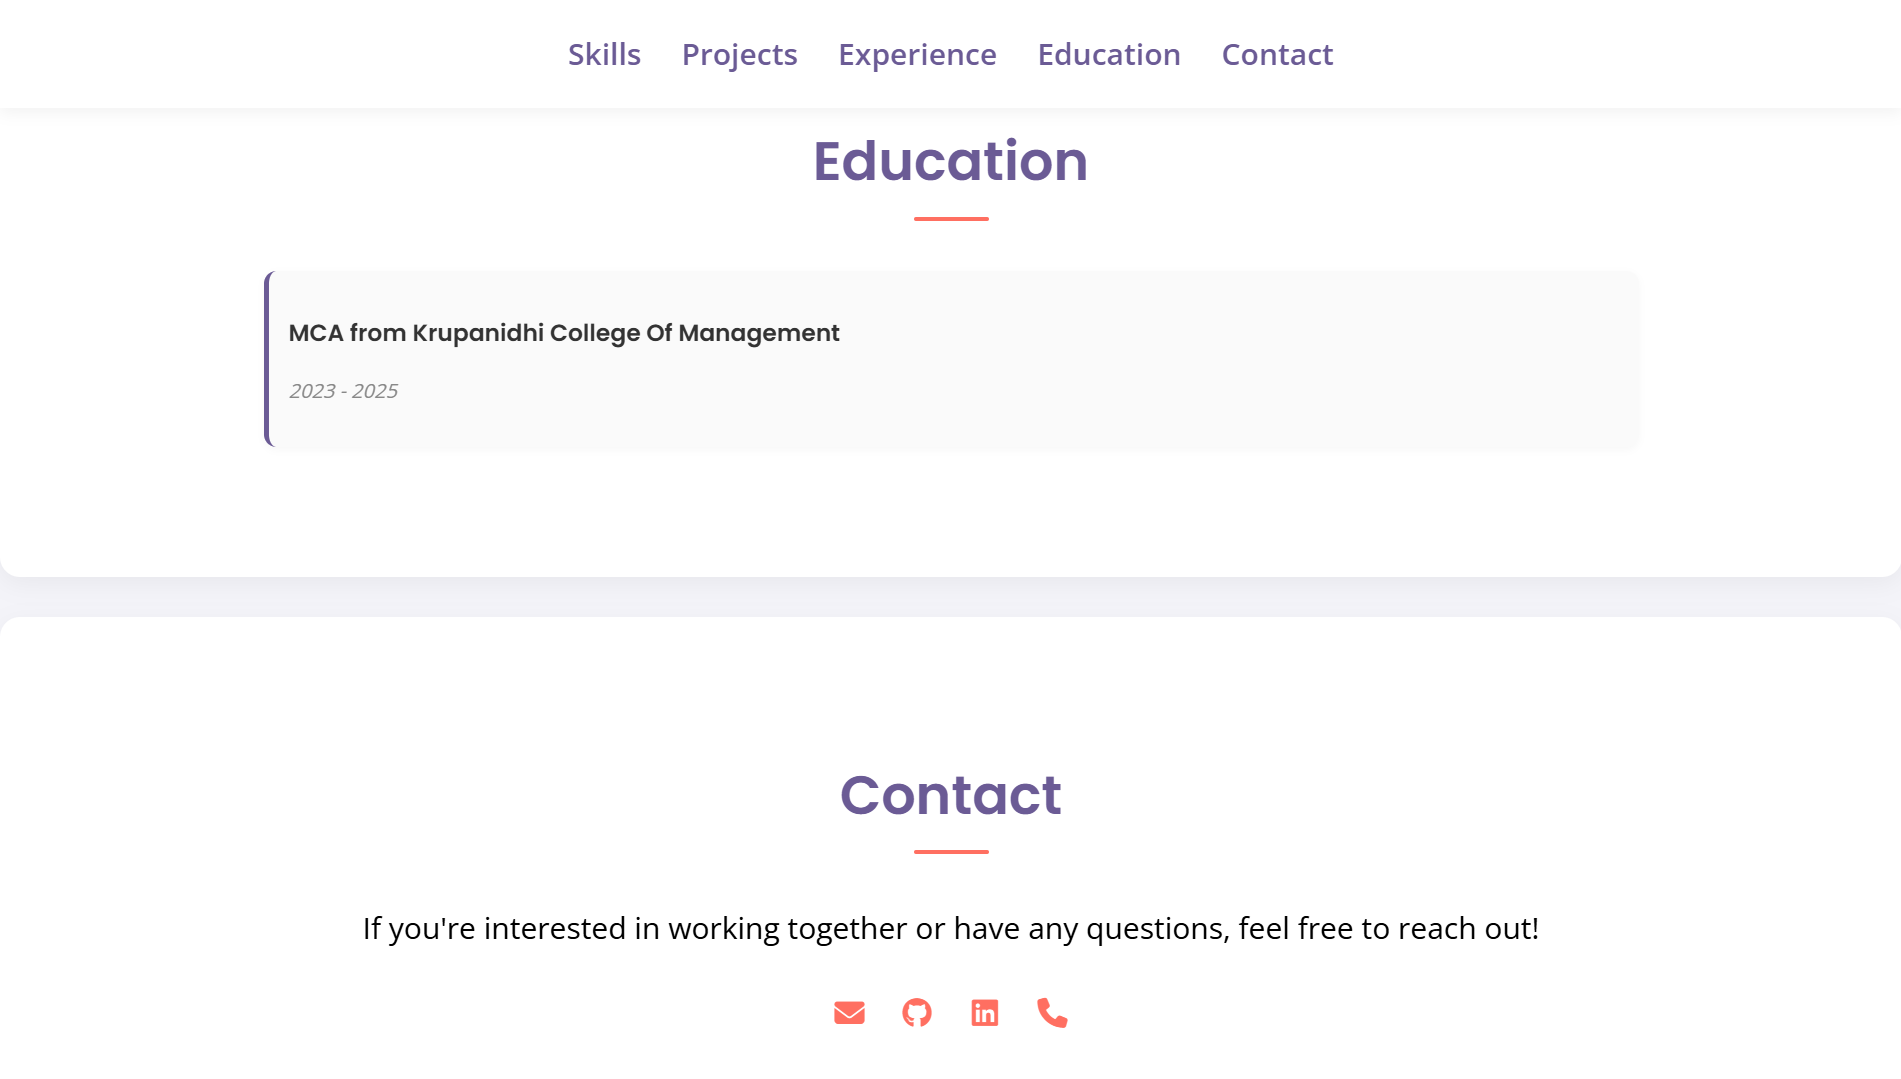 Skills Projects Experience Education Contact
Education
MCA from Krupanidhi College Of Management
2023 - 2025
Contact
If you're interested in working together or have any questions, feel free to reach out!